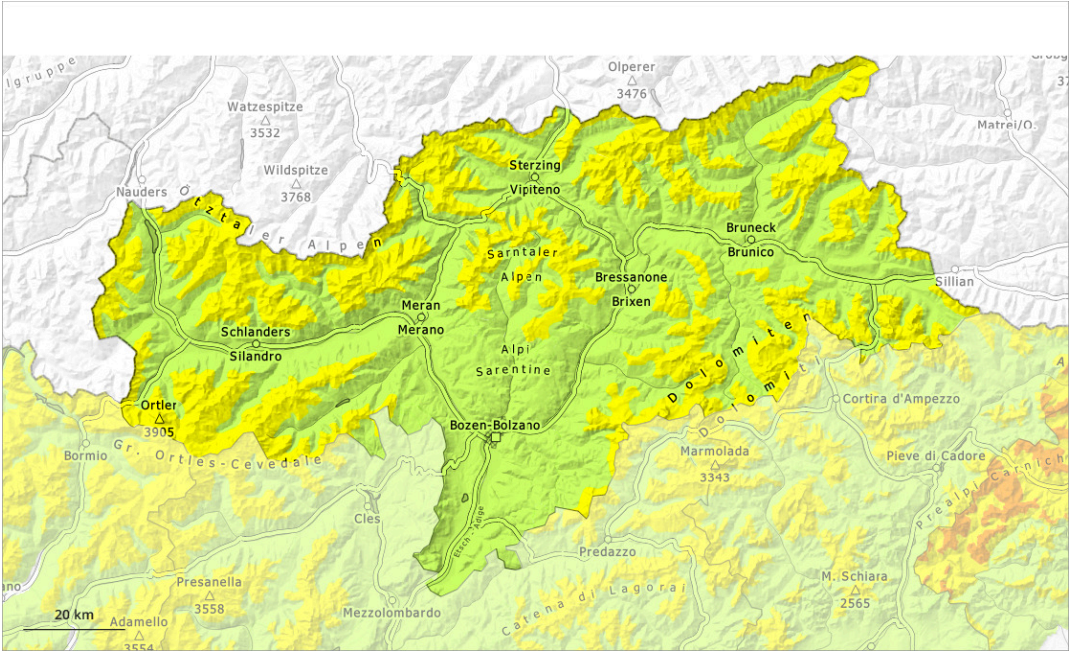 Olperer
3476
Watzespitze
3532
Matrei/O.
Wildspitze
3768
Sterzing
Vipiteno
Nauders
Ötztaler Alpen
Bruneck
Brunico
Sarntaler
Alpen
Bressanone
Brixen
Sillian
Meran
Merano
Schlanders
Silandro
Alpi
Sarentine
Dolomiten
Dolomiti
Ortler
3905
Cortira d'Ampezzo
Bozen-Bolzano
Gr. Ortles-Cevedale
Bormio
Marmolada
3343
Pieve di Cadore
Prealpi Carnich
Cles
Etsch - Adige
Predazzo
Presanella
3558
M. Schiara
2565
Catena di Lagorai
Mezzolombardo
20 km
Adamello
3554